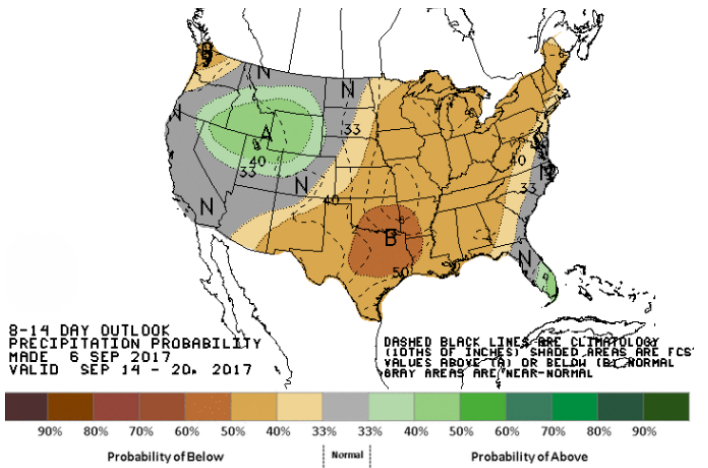 B
N
N
N
A
33
40
33
N
40
N
B
50
40
N
33
N
8-14 DAY OUTLOOK
PRECIPITATION PROBABILITY
MADE 6 SEP 2017
VALID SEP 14 - 20, 2017
DASHED BLACK LINES ARE CLIMATOLOGY
(10THS OF INCHES) SHADED AREAS ARE FCST
VALUES ABOVE (A) OR BELOW (B) NORMAL
GRAY AREAS ARE NEAR-NORMAL
90% 80% 70% 60% 50% 40% 33% 33% 40% 50% 60% 70% 80% 90%
Probability of Below Normal Probability of Above